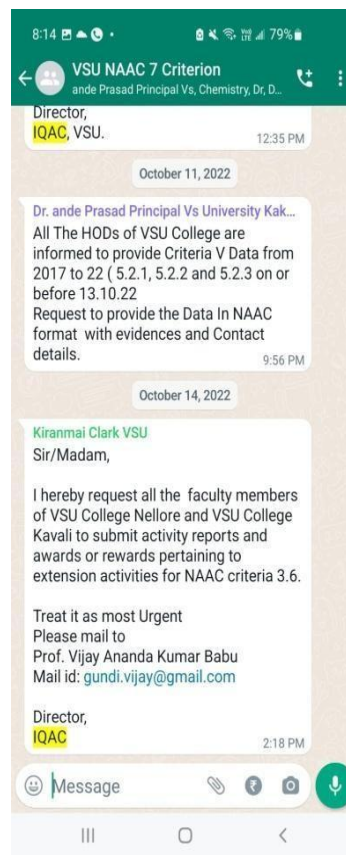 8:14
79%
VSU NAAC 7 Criterion
ande Prasad Principal Vs, Chemistry, Dr, D...
Director,
IQAC, VSU.
12:35 PM
October 11, 2022
Dr. ande Prasad Principal Vs University Kak...
All The HODs of VSU College are
informed to provide Criteria V Data from
2017 to 22 ( 5.2.1, 5.2.2 and 5.2.3 on or
before 13.10.22
Request to provide the Data In NAAC
format with evidences and Contact
details.
9:56 PM
October 14, 2022
Kiranmai Clark VSU
Sir/Madam,
I hereby request all the faculty members
of VSU College Nellore and VSU College
Kavali to submit activity reports and
awards or rewards pertaining to
extension activities for NAAC criteria 3.6.
Treat it as most Urgent
Please mail to
Prof. Vijay Ananda Kumar Babu
Mail id: gundi.vijay@gmail.com
Director,
IQAC
2:18 PM
Message